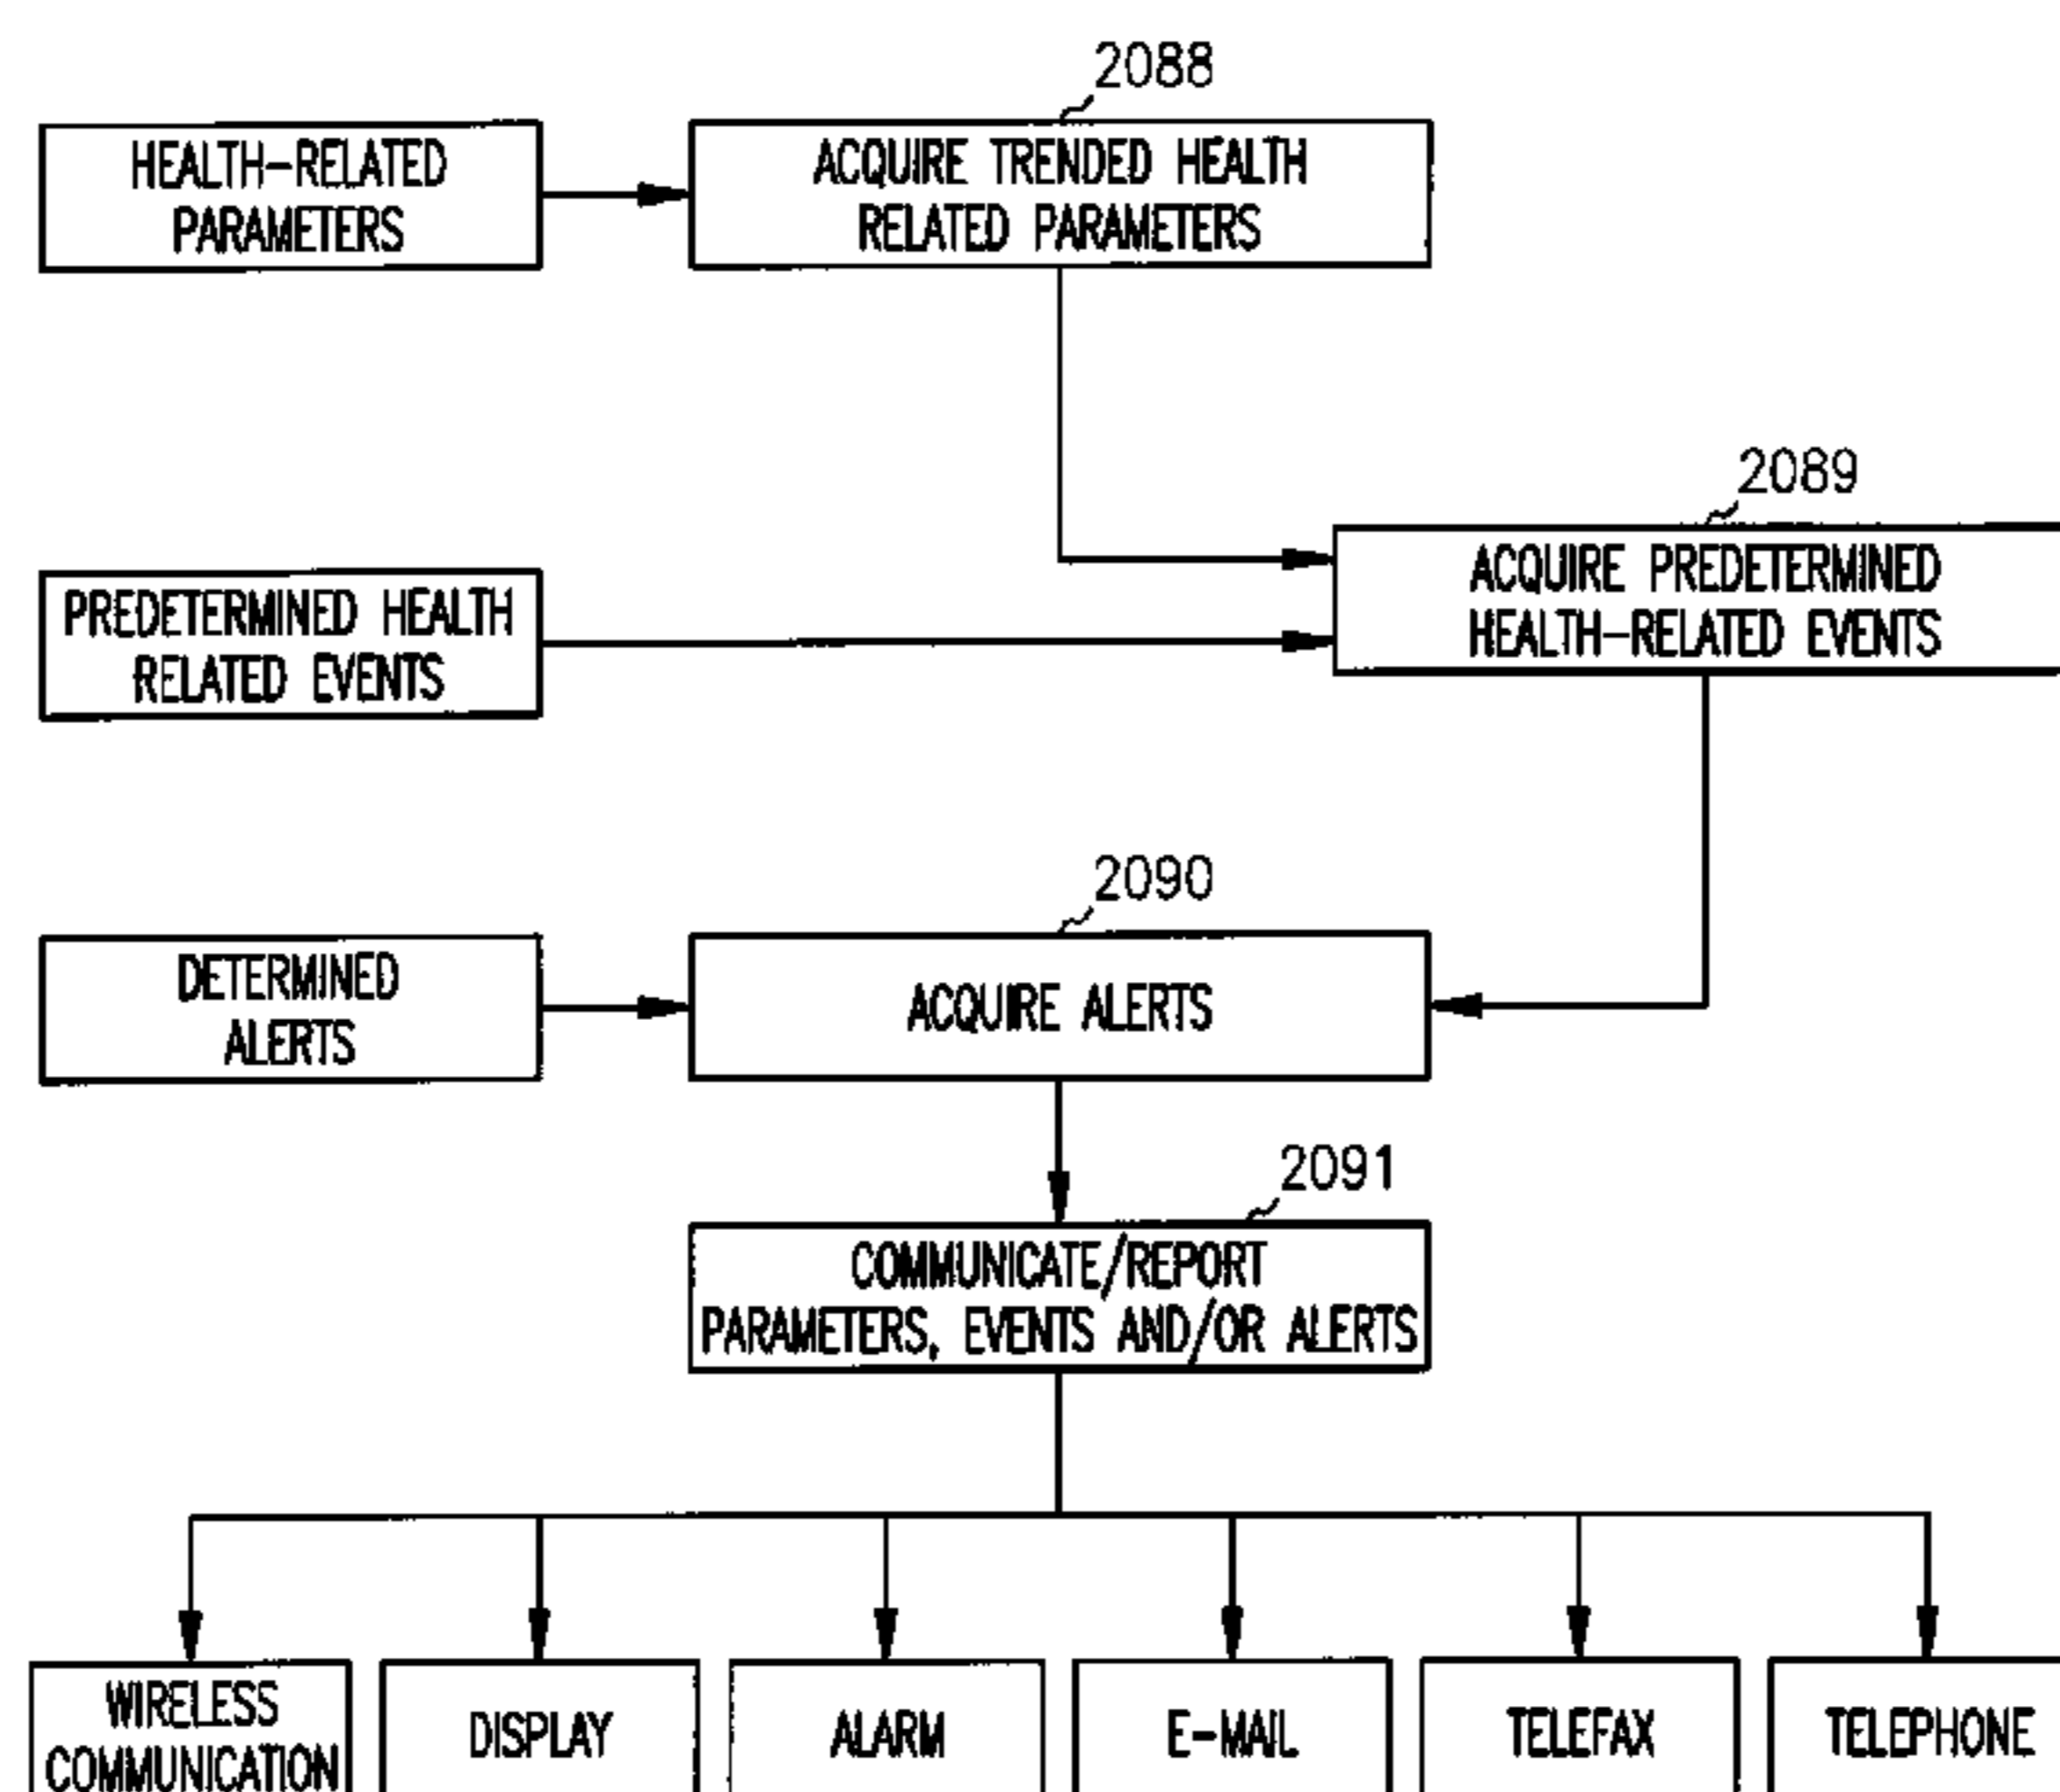 2088
HEALTH-RELATED
PARAMETERS
ACQUIRE TRENDED HEALTH
RELATED PARAMETERS
2089
PREDETERMINED HEALTH
RELATED EVENTS
ACQUIRE PREDETERMINED
HEALTH-RELATED EVENTS
2090
DETERMINED
ALERTS
ACQUIRE ALERTS
2091
COMMUNICATE/REPORT
PARAMETERS, EVENTS AND/OR ALERTS
WIRELESS
COMMUNICATION
DISPLAY
ALARM
E-MAIL
TELEFAX
TELEPHONE